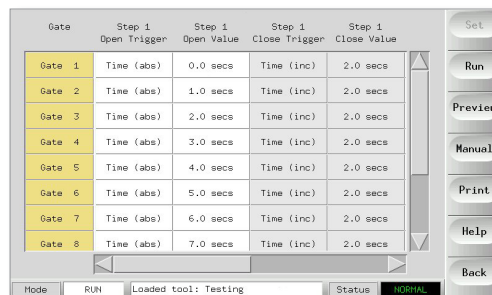 Gate Step 1 Step 1 Step 1 Step 1
Open Trigger Open Value Close Trigger Close Value
Gate 1 Time (abs) 0.0 secs Time (inc) 2.0 secs
Gate 2 Time (abs) 1.0 secs Time (inc) 2.0 secs
Gate 3 Time (abs) 2.0 secs Time (inc) 2.0 secs
Gate 4 Time (abs) 3.0 secs Time (inc) 2.0 secs
Gate 5 Time (abs) 4.0 secs Time (inc) 2.0 secs
Gate 6 Time (abs) 5.0 secs Time (inc) 2.0 secs
Gate 7 Time (abs) 6.0 secs Time (inc) 2.0 secs
Gate 8 Time (abs) 7.0 secs Time (inc) 2.0 secs
Set
Run
Preview
Manual
Print
Help
Back
Mode RUN Loaded tool: Testing Status NORMAL